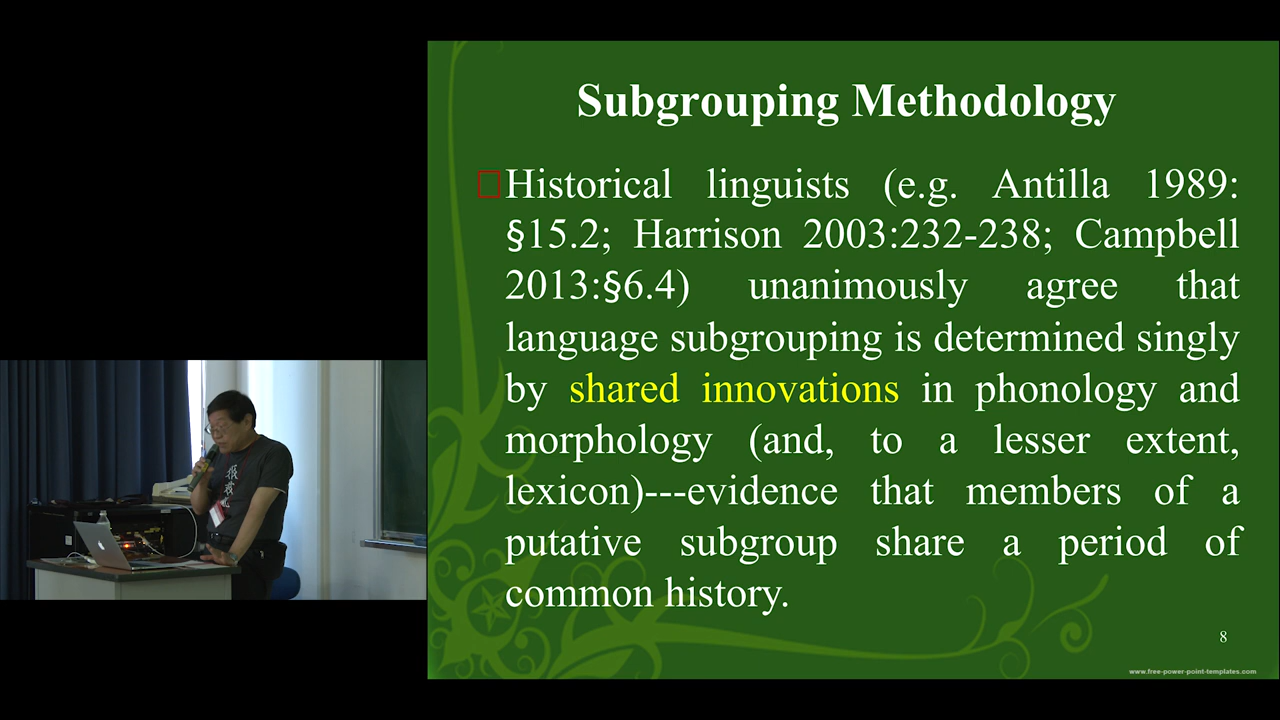 Subgrouping Methodology
Historical linguists (e.g. Antilla 1989:
§15.2; Harrison 2003:232-238; Campbell
2013:§6.4) unanimously agree that
language subgrouping is determined singly
by shared innovations in phonology and
morphology (and, to a lesser extent,
lexicon)---evidence that members of a
putative subgroup share a period of
common history.
8
www.free-power-point-templates.com